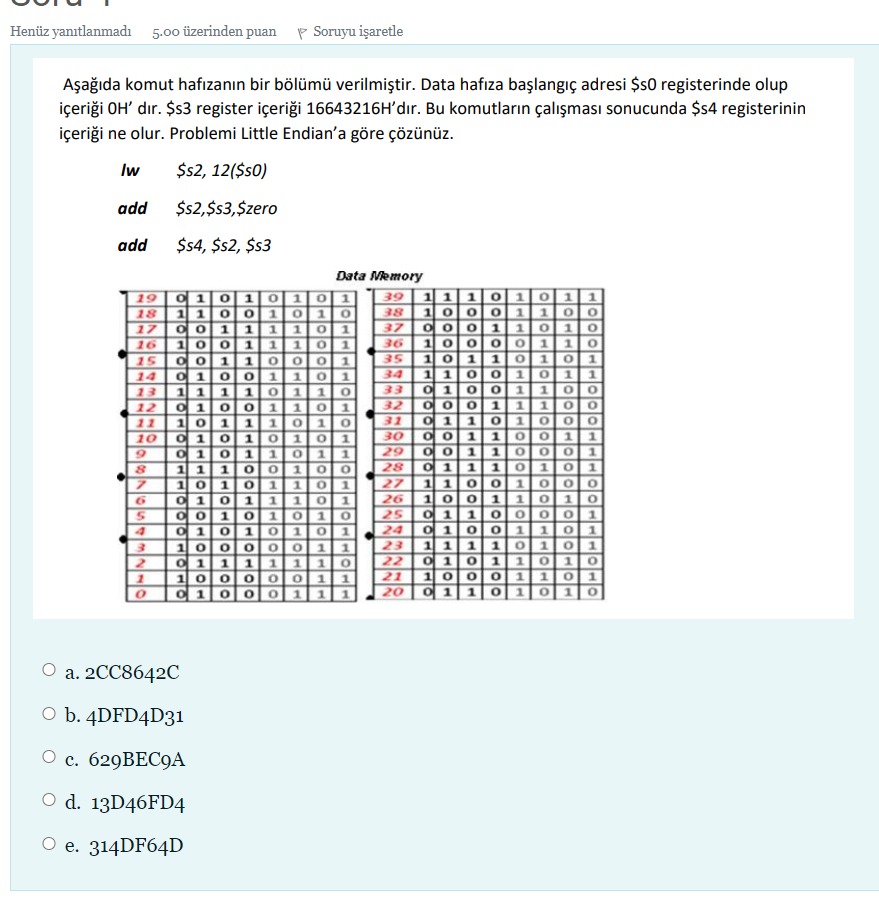 Henüz yanıtlanmadı 5.00 üzerinden puan Soruyu işaretle
Aşağıda komut hafızanın bir bölümü verilmiştir. Data hafıza başlangıç adresi $s0 registerinde olup
içeriği 0H’ dır. $s3 register içeriği 16643216H’dır. Bu komutların çalışması sonucunda $s4 registerinin
içeriği ne olur. Problemi Little Endian’a göre çözünüz.
lw $s2, 12($s0)
add $s2,$s3,$zero
add $s4, $s2, $s3
Data Memory
19 0 1 0 1 0 1 0 1 39 1 1 1 0 1 0 1 1
18 1 1 0 0 1 0 1 0 38 1 0 0 0 1 1 0 0
17 0 0 1 1 1 1 0 1 37 0 0 0 1 1 0 1 0
16 1 0 0 1 1 1 0 1 36 1 0 0 0 0 1 1 0
15 0 0 1 1 0 0 0 1 35 1 0 1 1 0 1 0 1
14 0 1 0 0 1 1 0 1 34 1 1 0 0 1 0 1 1
13 1 1 1 1 0 1 1 0 33 0 1 0 0 1 1 0 0
12 0 1 0 0 1 1 0 1 32 0 0 0 1 1 1 0 0
11 1 0 1 1 1 0 1 0 31 0 1 1 0 1 0 0 0
10 0 1 0 1 0 1 0 1 30 0 0 1 1 0 0 1 1
9 0 1 0 1 1 0 1 1 29 0 0 1 1 0 0 0 1
8 1 1 1 0 0 1 0 0 28 0 1 1 1 0 1 0 1
7 1 0 1 0 1 1 0 1 27 1 1 0 0 1 0 0 0
6 0 1 0 1 1 1 0 1 26 1 0 0 1 1 0 1 0
5 0 0 1 0 1 0 1 0 25 0 1 1 0 0 0 0 1
4 0 1 0 1 0 1 0 1 24 0 1 0 0 1 1 0 1
3 1 0 0 0 0 0 1 1 23 1 1 1 1 0 1 0 1
2 0 1 1 1 1 1 1 0 22 0 1 0 1 1 0 1 0
1 1 0 0 0 0 0 1 1 21 1 0 0 0 1 1 0 1
0 0 1 0 0 0 1 1 1 20 0 1 1 0 1 0 1 0
a. 2CC8642C
b. 4DFD4D31
c. 629BEC9A
d. 13D46FD4
e. 314DF64D